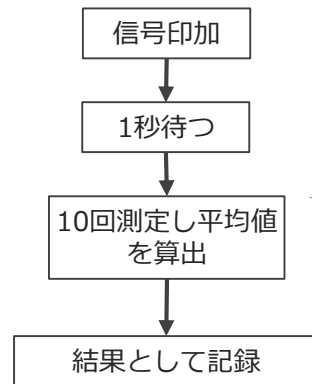 信号印加
1秒待つ
10回測定し平均値
を算出
結果として記録